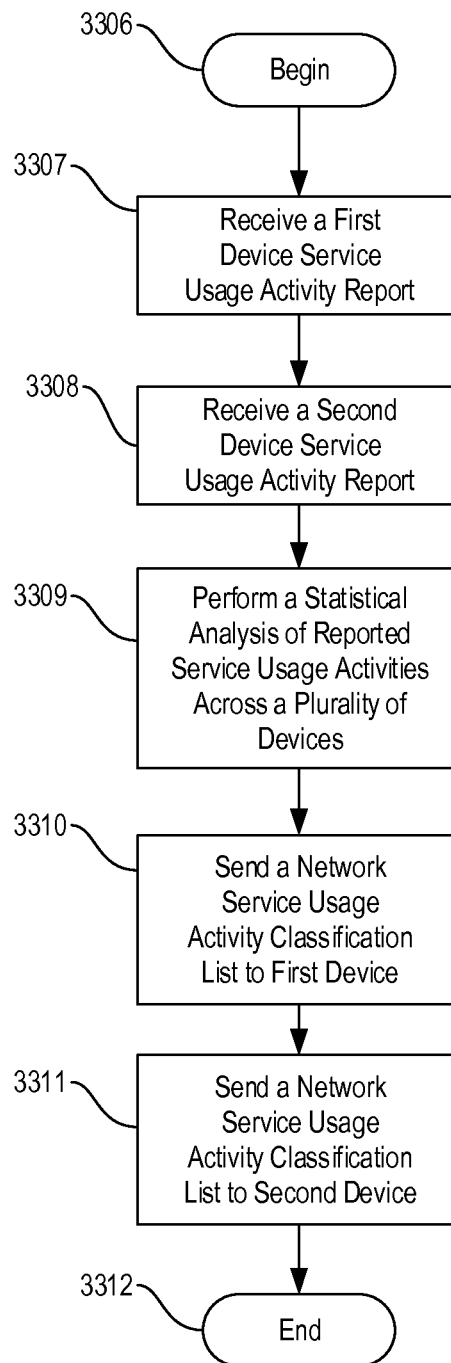 3306
Begin
3307
Receive a First
Device Service
Usage Activity Report
3308
Receive a Second
Device Service
Usage Activity Report
3309
Perform a Statistical
Analysis of Reported
Service Usage Activities
Across a Plurality of
Devices
3310
Send a Network
Service Usage
Activity Classification
List to First Device
3311
Send a Network
Service Usage
Activity Classification
List to Second Device
3312
End